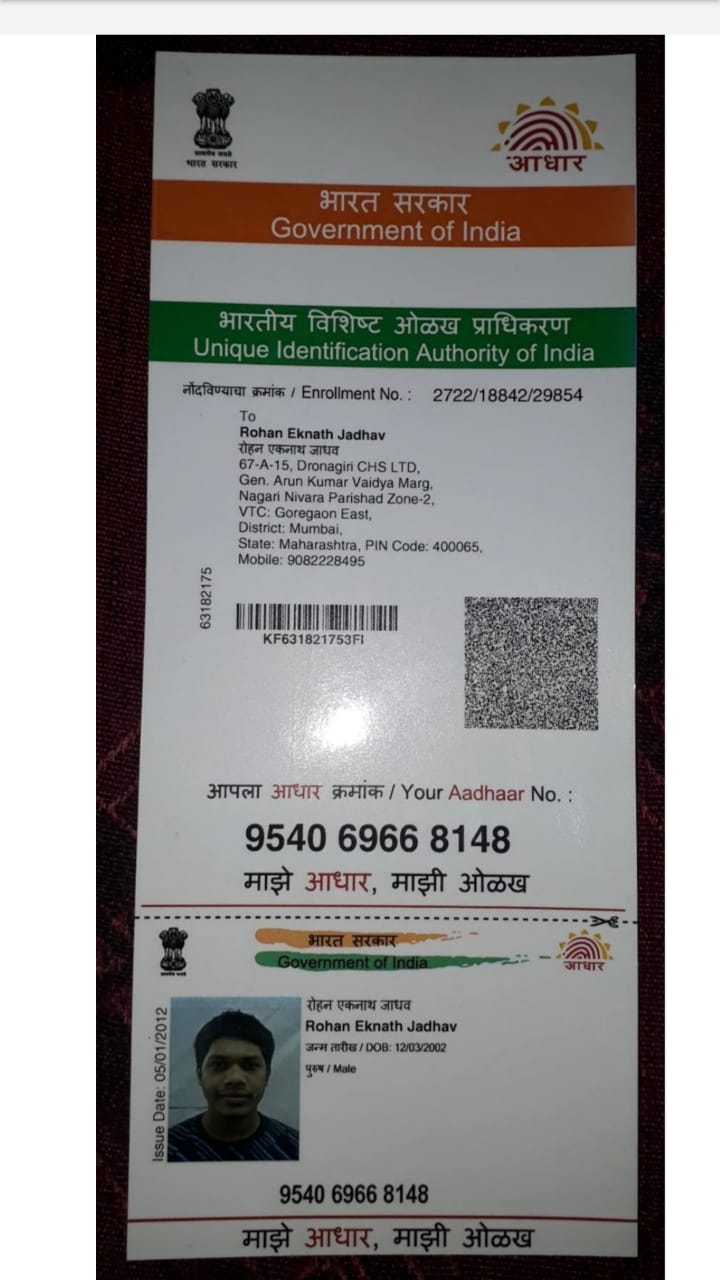 सत्यमेव जयते
भारत सरकार
आधार
भारत सरकार
Government of India
भारतीय विशिष्ट ओळख प्राधिकरण
Unique Identification Authority of India
नोंदविण्याचा क्रमांक / Enrollment No. : 2722/18842/29854
To
Rohan Eknath Jadhav
रोहन एकनाथ जाधव
67-A-15, Dronagiri CHS LTD,
Gen. Arun Kumar Vaidya Marg,
Nagari Nivara Parishad Zone-2,
VTC: Goregaon East,
District: Mumbai,
State: Maharashtra, PIN Code: 400065,
Mobile: 9082228495
63182175
KF631821753FI
आपला आधार क्रमांक / Your Aadhaar No. :
9540 6966 8148
माझे आधार, माझी ओळख
भारत सरकार
Government of India
आधार
Issue Date: 05/01/2012
रोहन एकनाथ जाधव
Rohan Eknath Jadhav
जन्म तारीख / DOB: 12/03/2002
पुरुष / Male
9540 6966 8148
माझे आधार, माझी ओळख